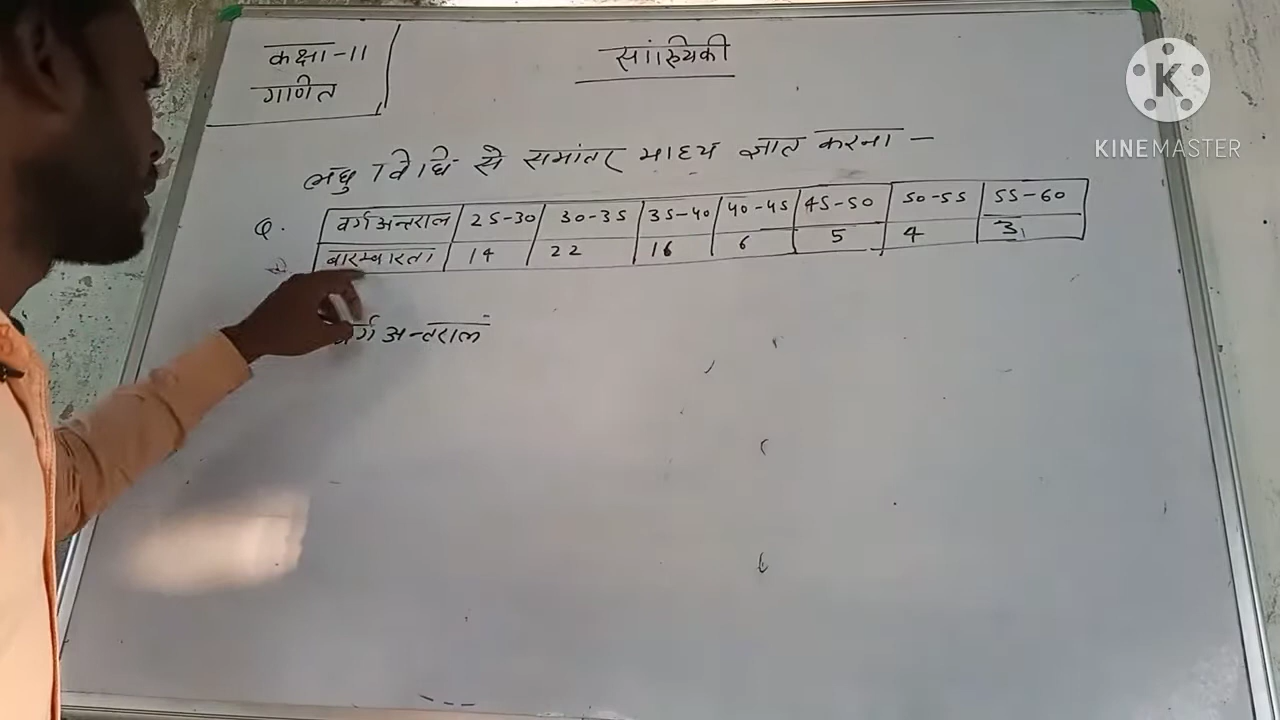 कक्षा-11
गणित
सांख्यिकी
K
KINEMASTER
लघु विधि से समांतर माध्य ज्ञात करना -
Q. वर्ग अन्तराल 25-30 30-35 35-40 40-45 45-50 50-55 55-60
बारम्बारता 14 22 16 6 5 4 3
वर्ग अन्तराल